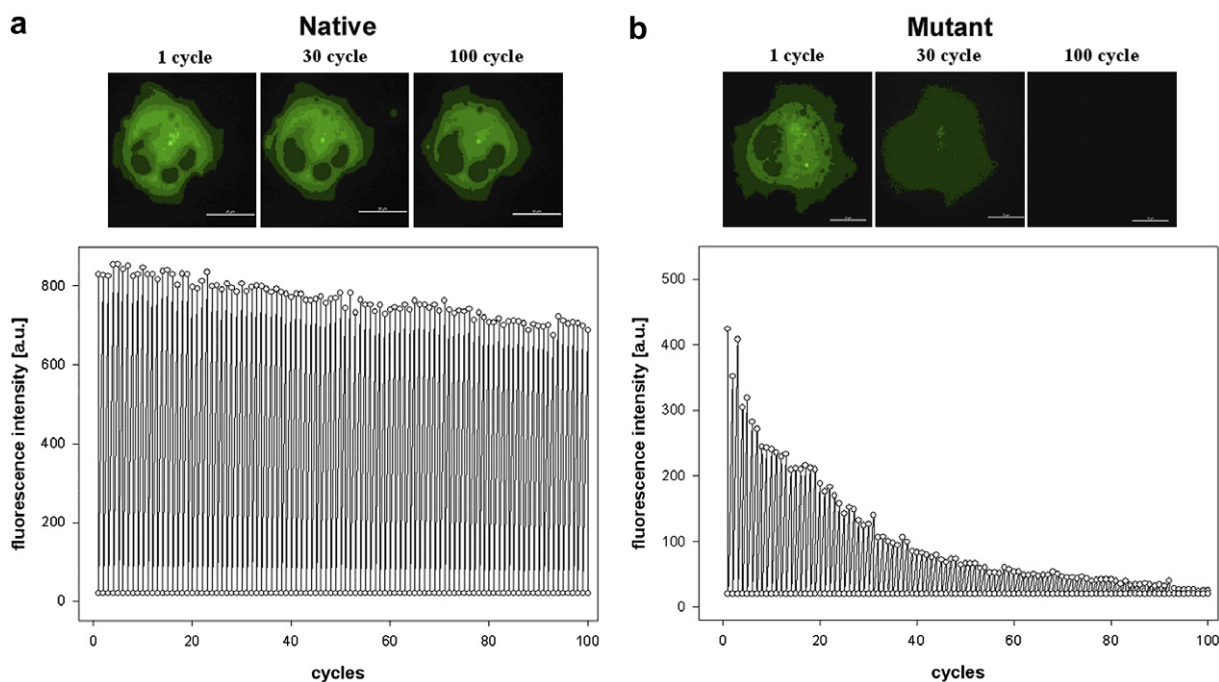 a
Native
1 cycle 30 cycle 100 cycle
fluorescence intensity [a.u.]
800
600
400
200
0
0 20 40 60 80 100
cycles
b
Mutant
1 cycle 30 cycle 100 cycle
fluorescence intensity [a.u.]
500
400
300
200
100
0
0 20 40 60 80 100
cycles